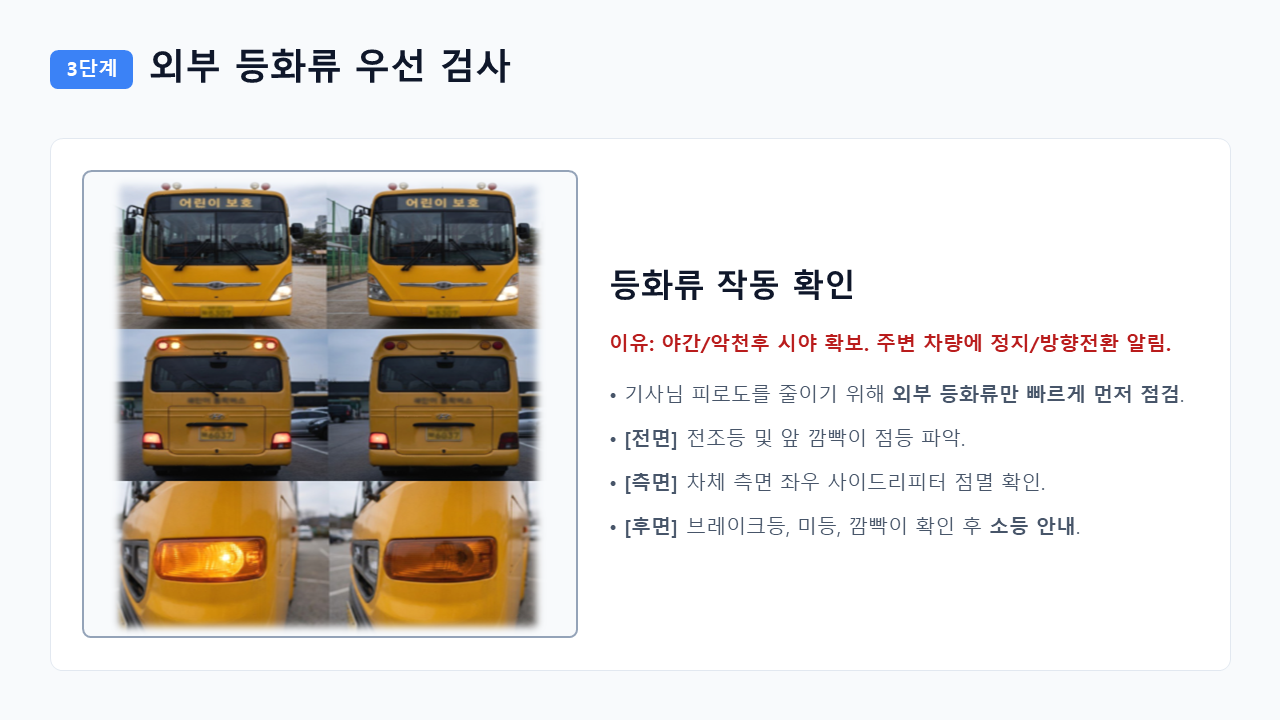 3단계
외부 등화류 우선 검사
어린이 보호
어린이 보호
등화류 작동 확인
이유: 야간/악천후 시야 확보. 주변 차량에 정지/방향전환 알림.
• 기사님 피로도를 줄이기 위해 외부 등화류만 빠르게 먼저 점검.
• [전면] 전조등 및 앞 깜빡이 점등 파악.
• [측면] 차체 측면 좌우 사이드리피터 점멸 확인.
• [후면] 브레이크등, 미등, 깜빡이 확인 후 소등 안내.